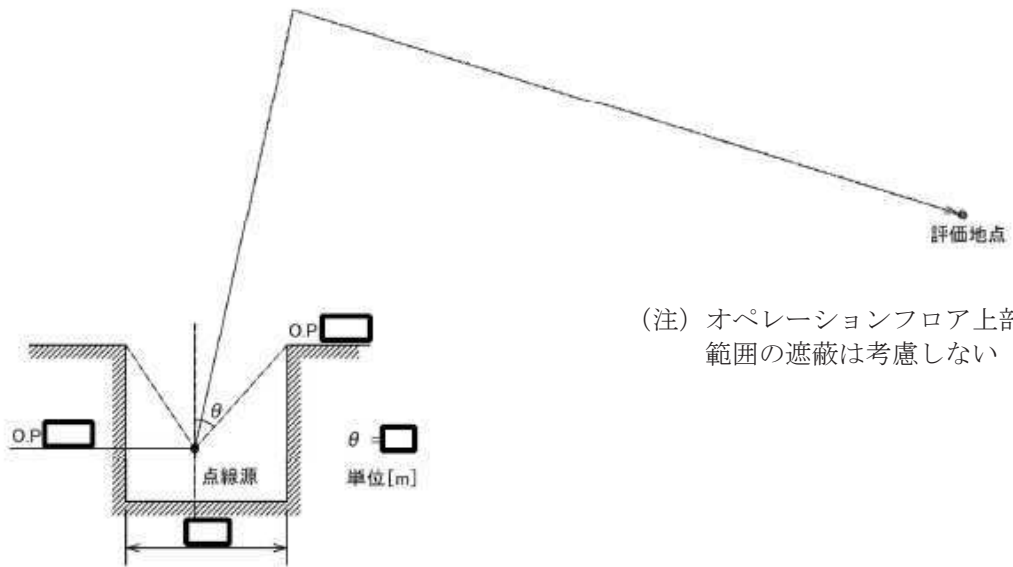 評価地点
(注) オペレーションフロア上部
範囲の遮蔽は考慮しない
O.P
θ
O.P
θ =
点線源
単位[m]